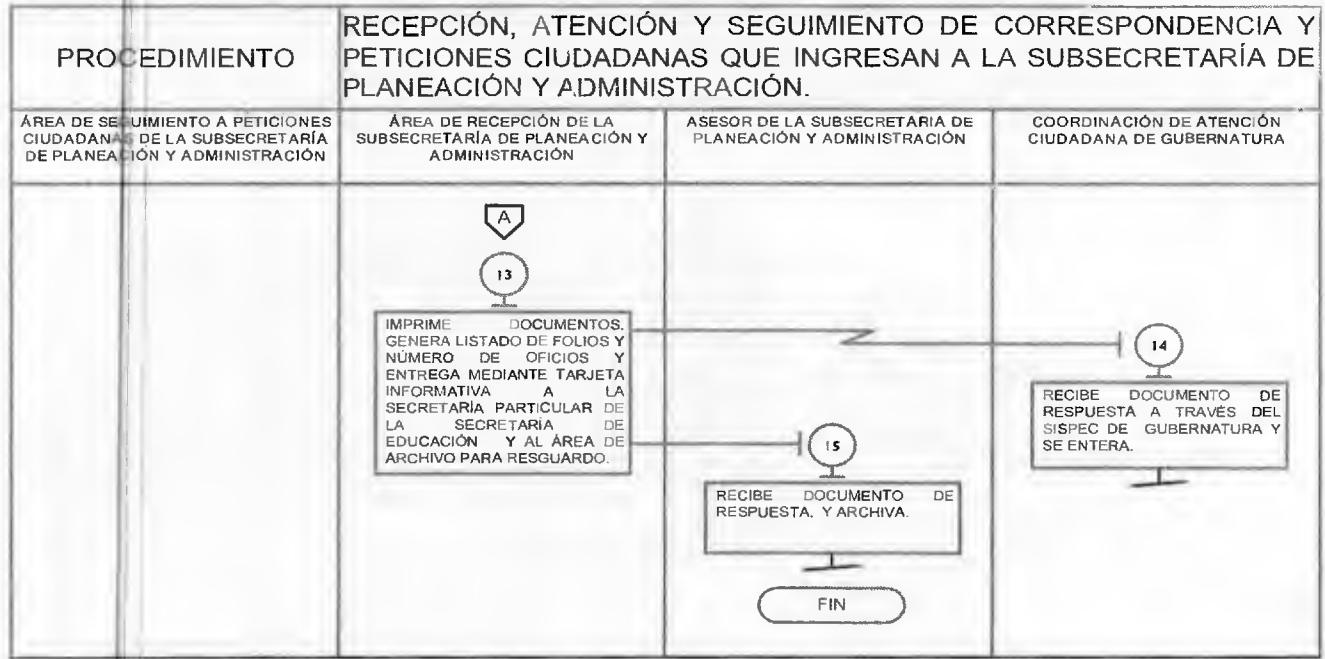 PROCEDIMIENTO
RECEPCIÓN, ATENCIÓN Y SEGUIMIENTO DE CORRESPONDENCIA Y
PETICIONES CIUDADANAS QUE INGRESAN A LA SUBSECRETARÍA DE
PLANEACIÓN Y ADMINISTRACIÓN.
ÁREA DE SEGUIMIENTO A PETICIONES
CIUDADANAS DE LA SUBSECRETARÍA
DE PLANEACIÓN Y ADMINISTRACIÓN
ÁREA DE RECEPCIÓN DE LA
SUBSECRETARÍA DE PLANEACIÓN Y
ADMINISTRACIÓN
ASESOR DE LA SUBSECRETARIA DE
PLANEACIÓN Y ADMINISTRACIÓN
COORDINACIÓN DE ATENCIÓN
CIUDADANA DE GUBERNATURA
A
13
IMPRIME DOCUMENTOS.
GENERA LISTADO DE FOLIOS Y
NÚMERO DE OFICIOS Y
ENTREGA MEDIANTE TARJETA
INFORMATIVA A LA
SECRETARÍA PARTICULAR DE
LA SECRETARÍA DE
EDUCACIÓN Y AL ÁREA DE
ARCHIVO PARA RESGUARDO.
14
RECIBE DOCUMENTO DE
RESPUESTA A TRAVÉS DEL
SISPEC DE GUBERNATURA Y
SE ENTERA.
15
RECIBE DOCUMENTO DE
RESPUESTA. Y ARCHIVA.
FIN